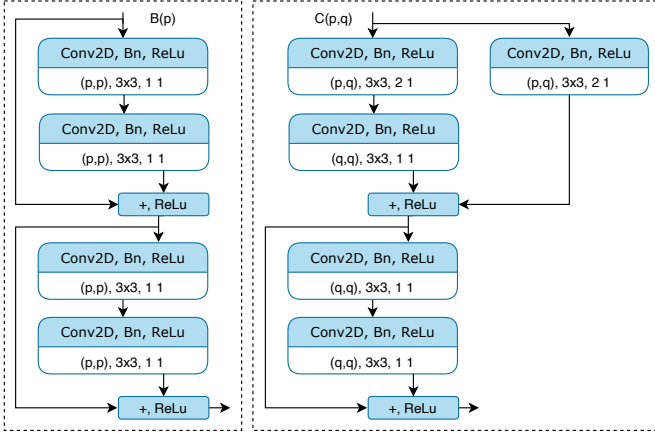 B(p)
Conv2D, Bn, ReLu
(p,p), 3x3, 1 1
Conv2D, Bn, ReLu
(p,p), 3x3, 1 1
+, ReLu
Conv2D, Bn, ReLu
(p,p), 3x3, 1 1
Conv2D, Bn, ReLu
(p,p), 3x3, 1 1
+, ReLu
C(p,q)
Conv2D, Bn, ReLu
(p,q), 3x3, 2 1
Conv2D, Bn, ReLu
(p,q), 3x3, 2 1
Conv2D, Bn, ReLu
(q,q), 3x3, 1 1
+, ReLu
Conv2D, Bn, ReLu
(q,q), 3x3, 1 1
Conv2D, Bn, ReLu
(q,q), 3x3, 1 1
+, ReLu